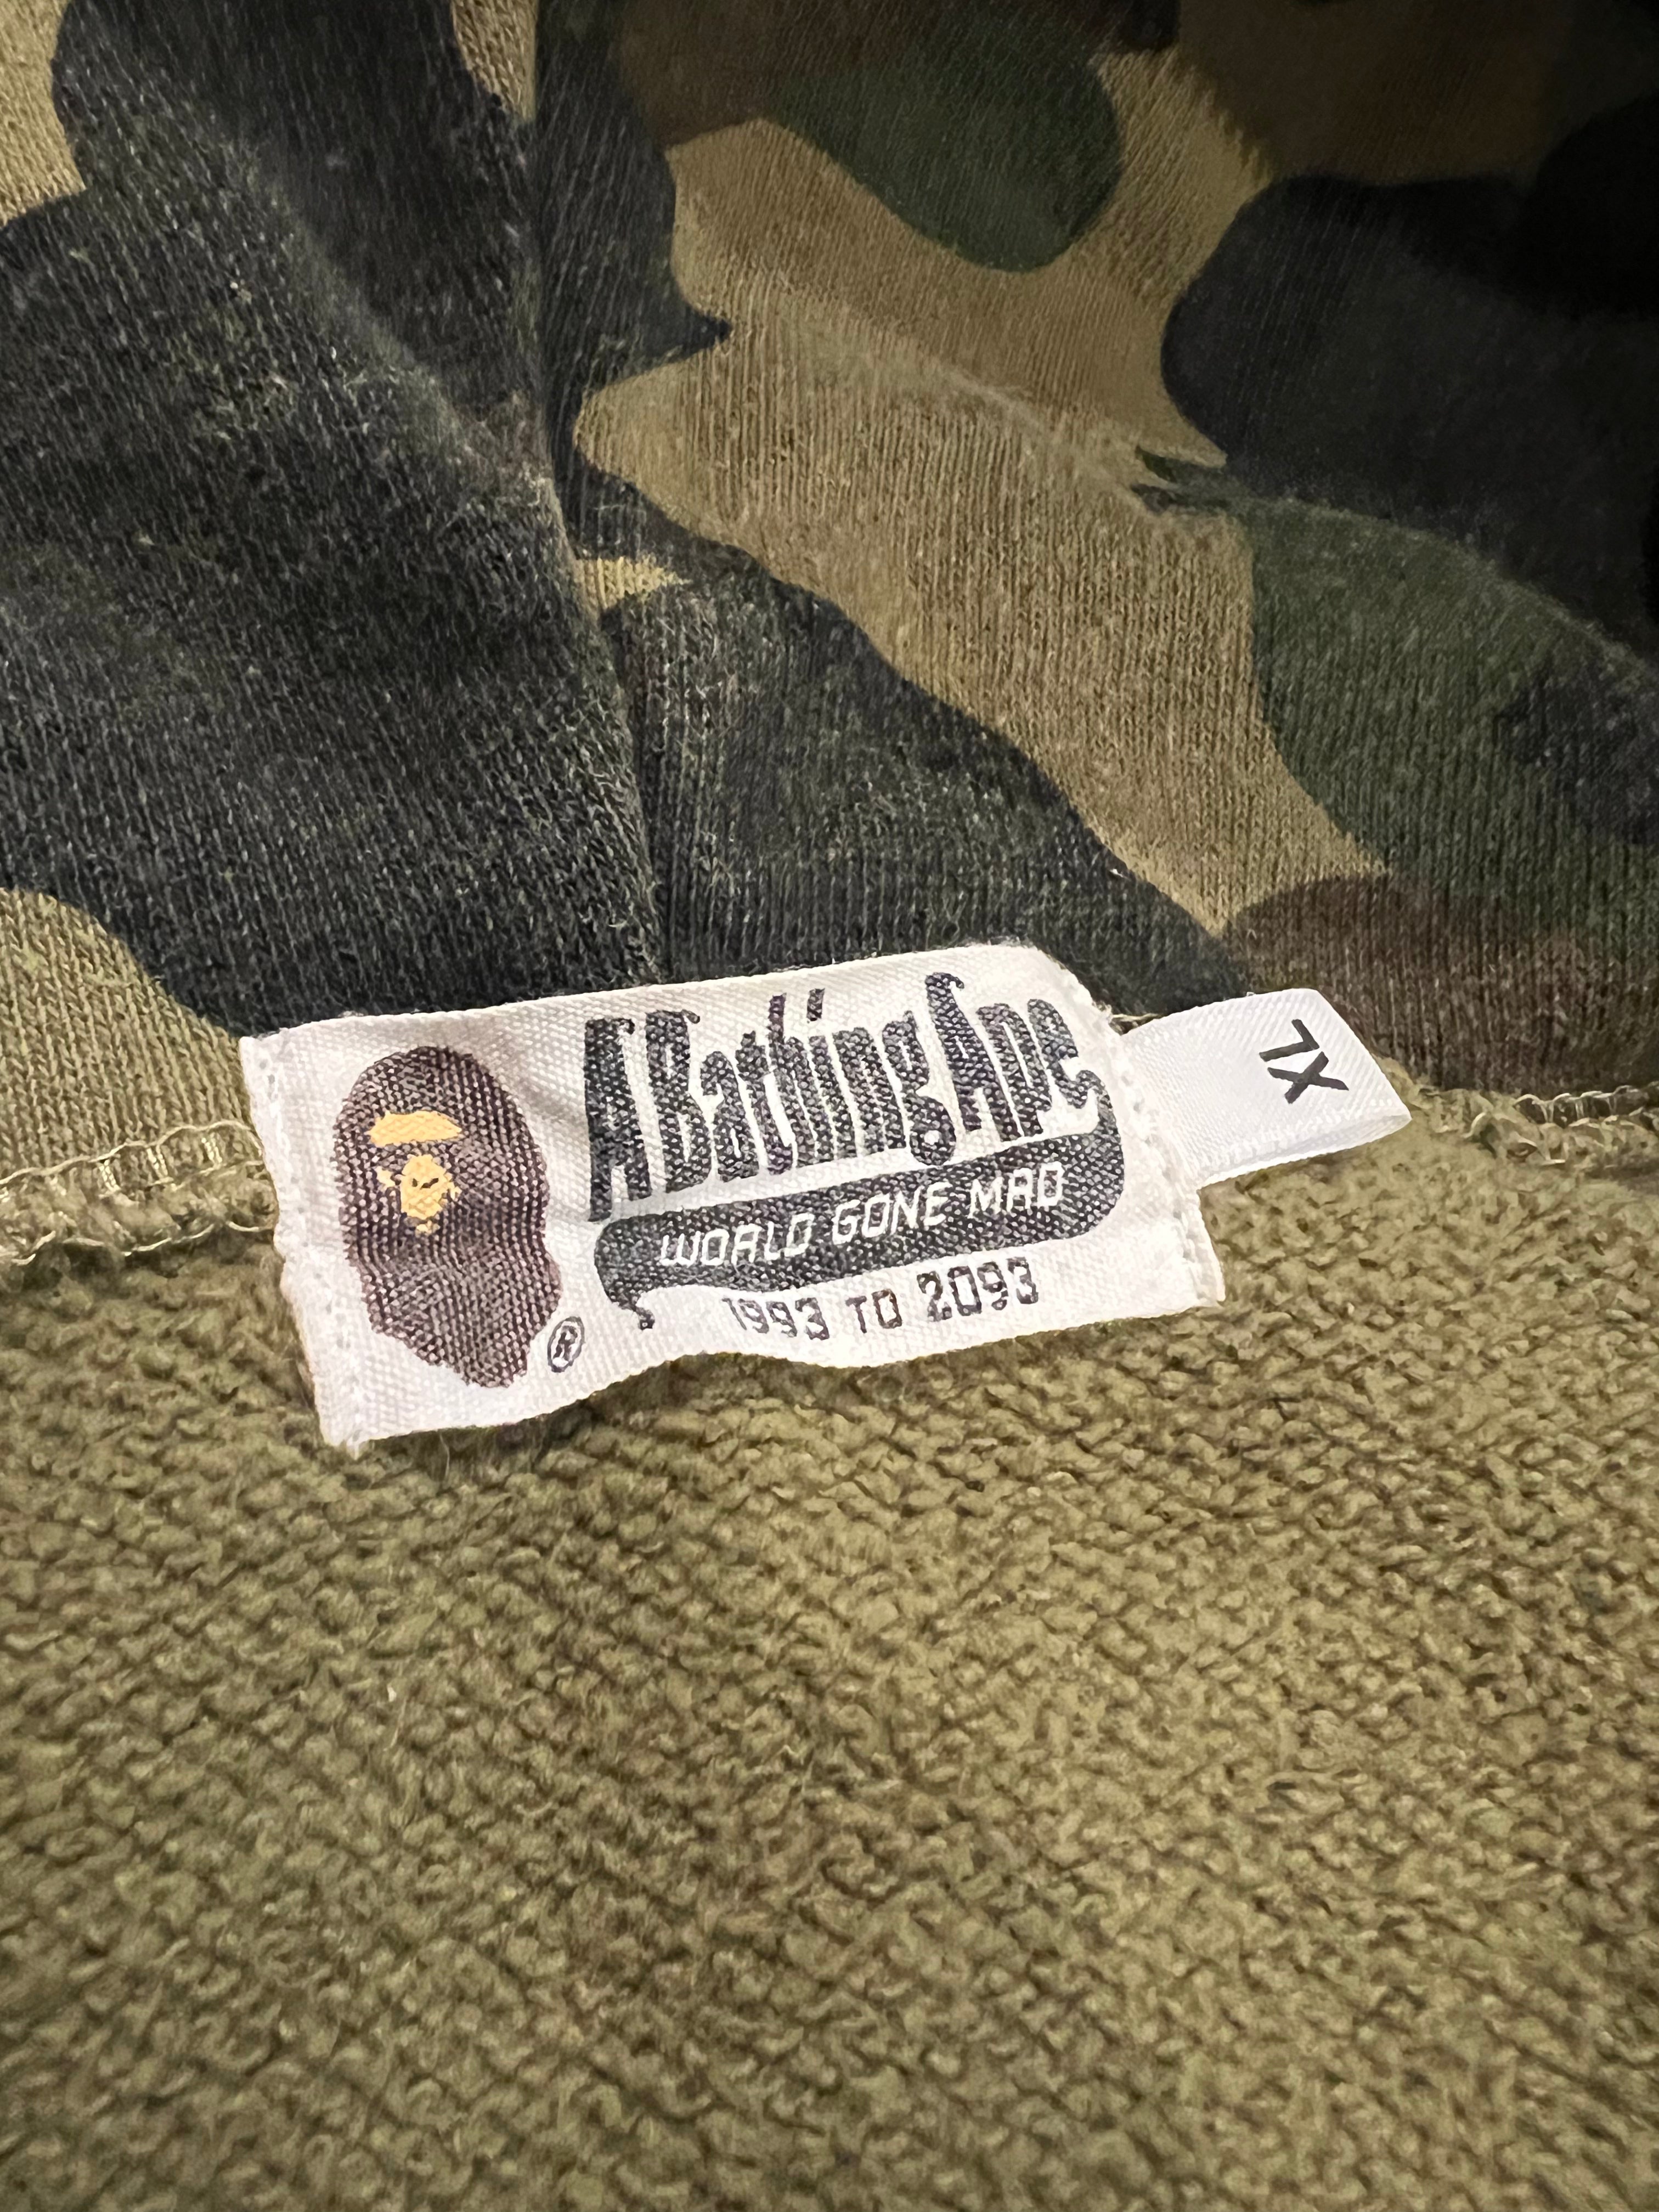 A Bathing Ape
WORLD GONE MAD
1993 TO 2093
®
XL